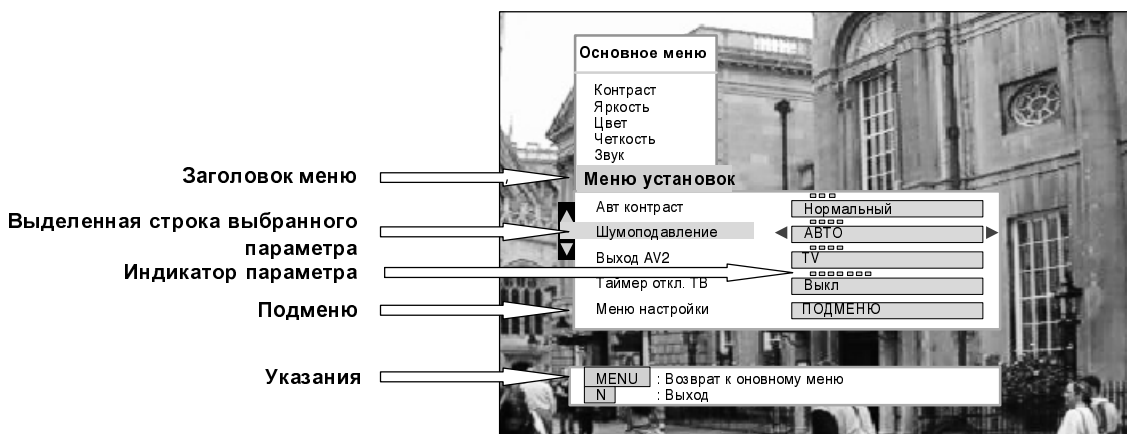 Основное меню
Контраст
Яркость
Цвет
Четкость
Звук
Заголовок меню
Меню установок
Авт контраст
Нормальный
Выделенная строка выбранного
параметра
Шумоподавление
АВТО
Выход AV2
TV
Индикатор параметра
Таймер откл. ТВ
Выкл
Подменю
Меню настройки
ПОДМЕНЮ
Указания
MENU : Возврат к оновному меню
N : Выход